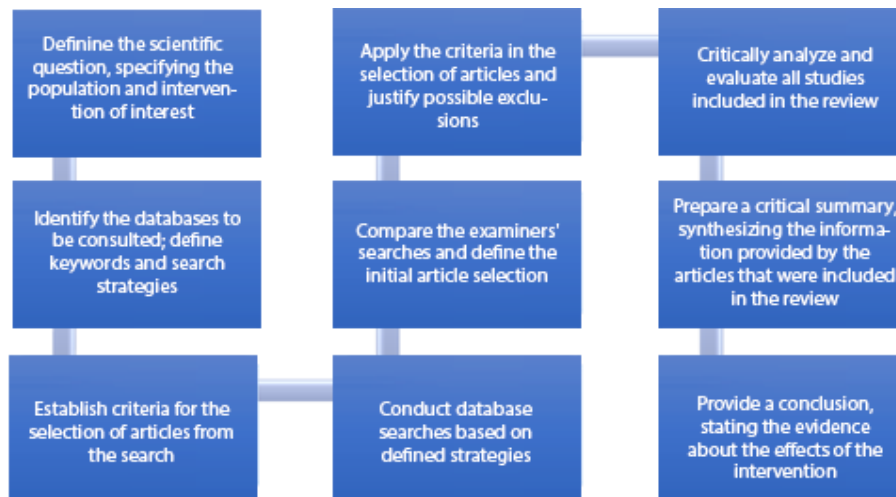 Definine the scientific
question, specifying the
population and interven-
tion of interest
Identify the databases to
be consulted; define
keywords and search
strategies
Establish criteria for the
selection of articles from
the search
Conduct database
searches based on
defined strategies
Compare the examiners'
searches and define the
initial article selection
Apply the criteria in the
selection of articles and
justify possible exclu-
sions
Critically analyze and
evaluate all studies
included in the review
Prepare a critical summary,
synthesizing the informa-
tion provided by the
articles that were included
in the review
Provide a conclusion,
stating the evidence
about the effects of the
intervention